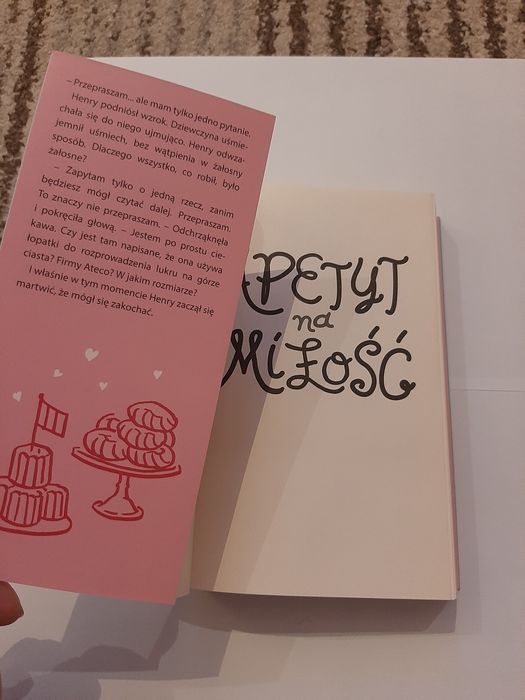 – Przepraszam... ale mam tylko jedno pytanie.
Henry podniósł wzrok. Dziewczyna uśmie-
chała się do niego ujmująco. Henry odwza-
jemnił uśmiech, bez wątpienia w żałosny
sposób. Dlaczego wszystko, co robił, było
żałosne?
– Zapytam tylko o jedną rzecz, zanim
będziesz mógł czytać dalej. Przepraszam.
To znaczy nie przepraszam. – Odchrząknęła
i pokręciła głową. – Jestem po prostu cie-
kawa. Czy jest tam napisane, że ona używa
łopatki do rozprowadzenia lukru na górze
ciasta? Firmy Ateco? W jakim rozmiarze?
I właśnie w tym momencie Henry zaczął się
martwić, że mógł się zakochać.
APETYT
na
MiŁOŚĆ